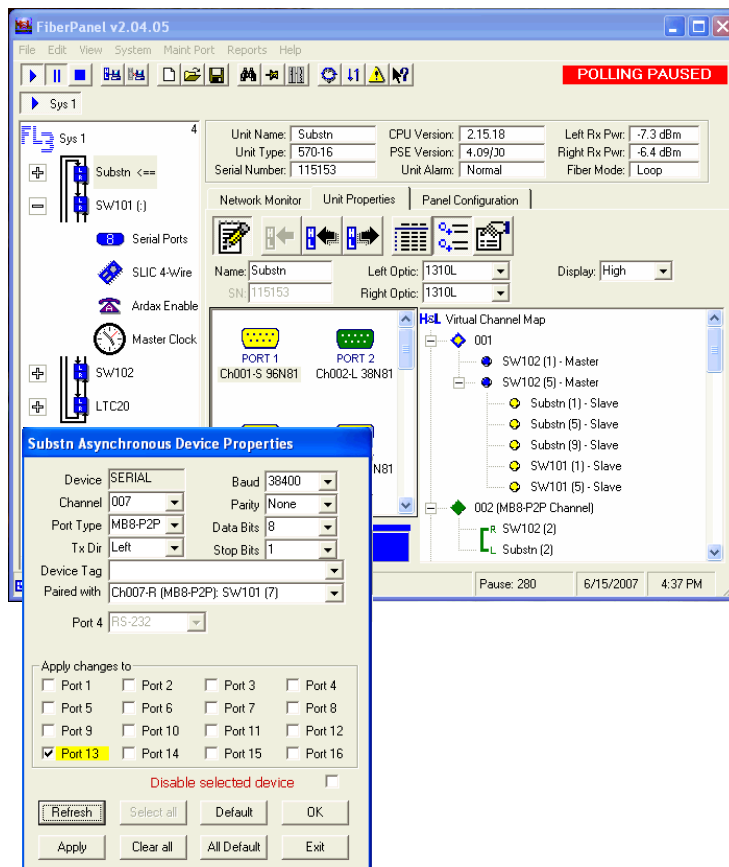 FiberPanel v2.04.05
File Edit View System Maint Port Reports Help
POLLING PAUSED
Sys 1
FL3 Sys 1 4
Substn <==
SW101 (:)
8 Serial Ports
SLIC 4-Wire
Ardax Enable
Master Clock
SW102
LTC20
Unit Name: Substn CPU Version: 2.15.18 Left Rx Pwr: -7.3 dBm
Unit Type: 570-16 PSE Version: 4.09/J0 Right Rx Pwr: -6.4 dBm
Serial Number: 115153 Unit Alarm: Normal Fiber Mode: Loop
Network Monitor Unit Properties Panel Configuration
Name: Substn Left Optic: 1310L Display: High
SN: 115153 Right Optic: 1310L
PORT 1 PORT 2
Ch001-S 96N81 Ch002-L 38N81
N81
H&L Virtual Channel Map
001
SW102 (1) - Master
SW102 (5) - Master
Substn (1) - Slave
Substn (5) - Slave
Substn (9) - Slave
SW101 (1) - Slave
SW101 (5) - Slave
002 (MB8-P2P Channel)
R SW102 (2)
L Substn (2)
Pause: 280 6/15/2007 4:37 PM
Substn Asynchronous Device Properties
Device SERIAL Baud 38400
Channel 007 Parity None
Port Type MB8-P2P Data Bits 8
Tx Dir Left Stop Bits 1
Device Tag
Paired with Ch007-R (MB8-P2P): SW101 (7)
Port 4 RS-232
Apply changes to
Port 1 Port 2 Port 3 Port 4
Port 5 Port 6 Port 7 Port 8
Port 9 Port 10 Port 11 Port 12
Port 13 Port 14 Port 15 Port 16
Disable selected device
Refresh Select all Default OK
Apply Clear all All Default Exit